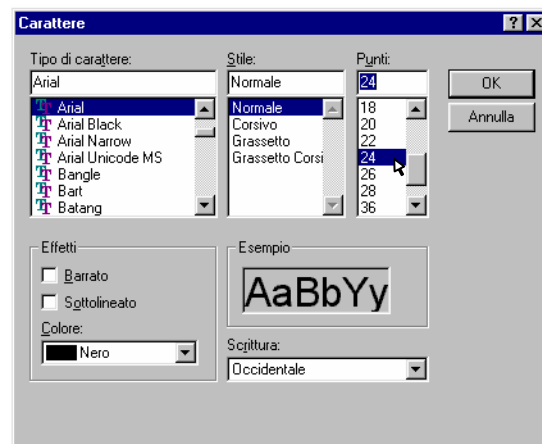 Carattere
Tipo di carattere:
Stile:
Punti:
Arial
Normale
24
OK
Annulla
Arial
Arial Black
Arial Narrow
Arial Unicode MS
Bangle
Bart
Batang
Normale
Corsivo
Grassetto
Grassetto Corsi
18
20
22
24
26
28
36
Effetti
Barrato
Sottolineato
Colore:
Nero
Esempio
AaBbYy
Scrittura:
Occidentale